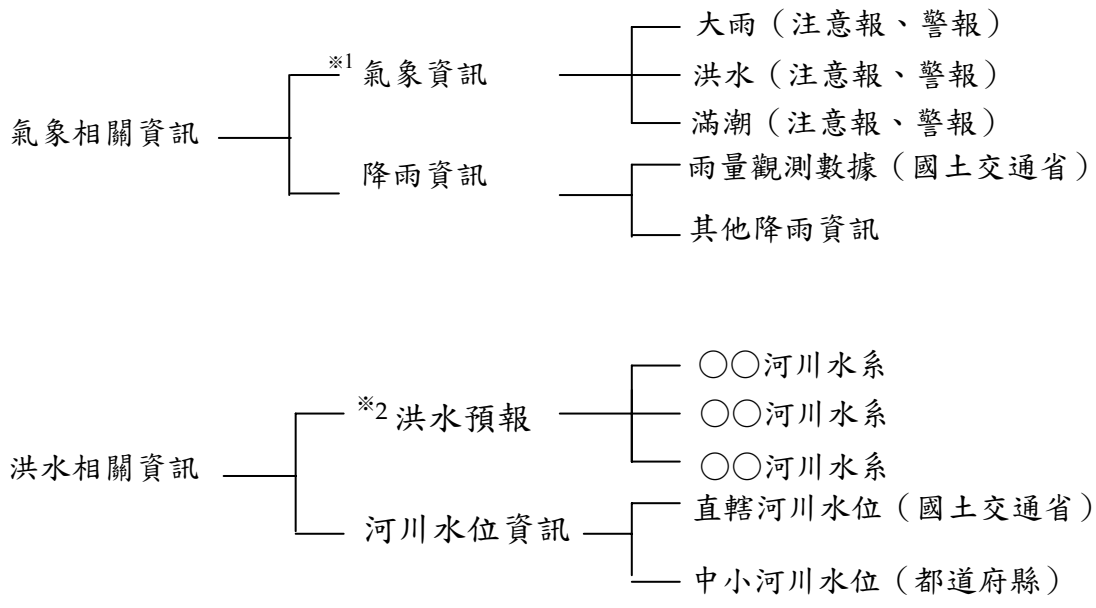 氣象相關資訊
※1 氣象資訊
大雨（注意報、警報）
洪水（注意報、警報）
滿潮（注意報、警報）
降雨資訊
雨量觀測數據（國土交通省）
其他降雨資訊
洪水相關資訊
※2 洪水預報
○○河川水系
○○河川水系
○○河川水系
河川水位資訊
直轄河川水位（國土交通省）
中小河川水位（都道府縣）